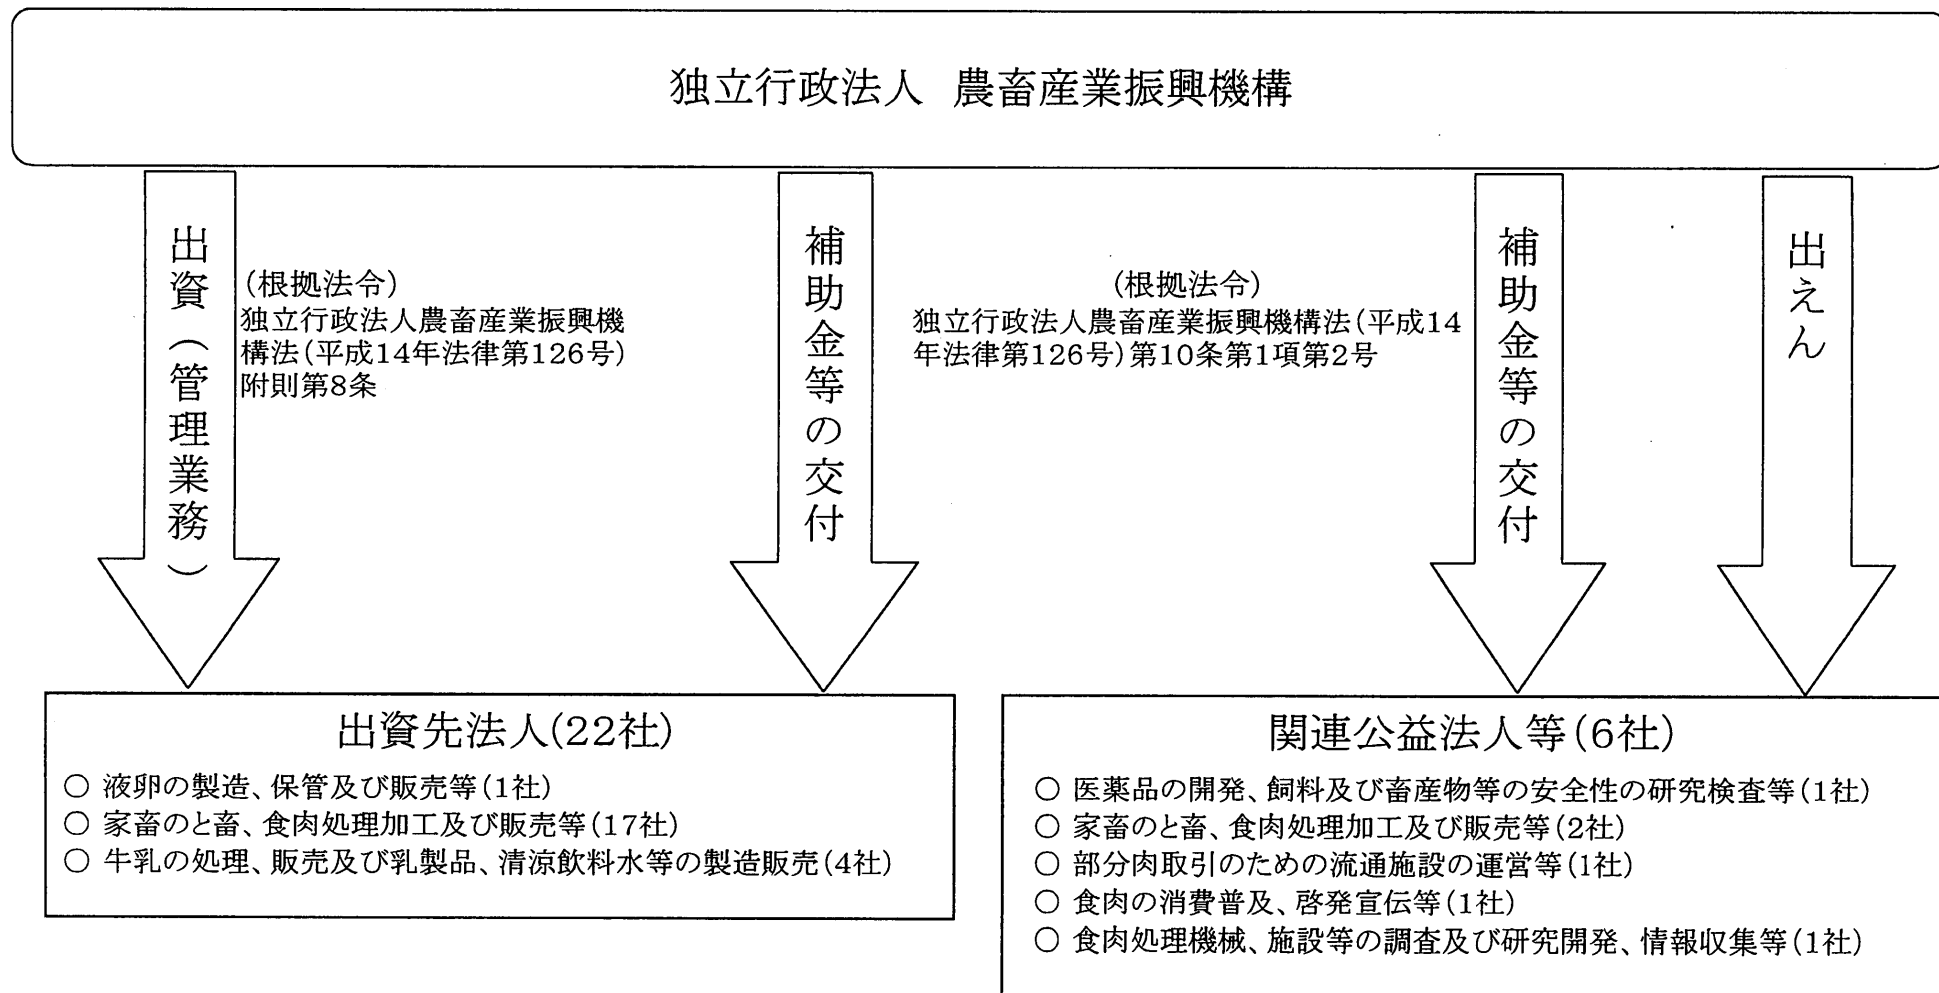 独立行政法人 農畜産業振興機構
出資（管理業務）
(根拠法令)
独立行政法人農畜産業振興機
構法(平成14年法律第126号)
附則第8条
補助金等の交付
(根拠法令)
独立行政法人農畜産業振興機構法(平成14
年法律第126号)第10条第1項第2号
補助金等の交付
出えん
出資先法人(22社)
○ 液卵の製造、保管及び販売等(1社)
○ 家畜のと畜、食肉処理加工及び販売等(17社)
○ 牛乳の処理、販売及び乳製品、清涼飲料水等の製造販売(4社)
関連公益法人等(6社)
○ 医薬品の開発、飼料及び畜産物等の安全性の研究検査等(1社)
○ 家畜のと畜、食肉処理加工及び販売等(2社)
○ 部分肉取引のための流通施設の運営等(1社)
○ 食肉の消費普及、啓発宣伝等(1社)
○ 食肉処理機械、施設等の調査及び研究開発、情報収集等(1社)